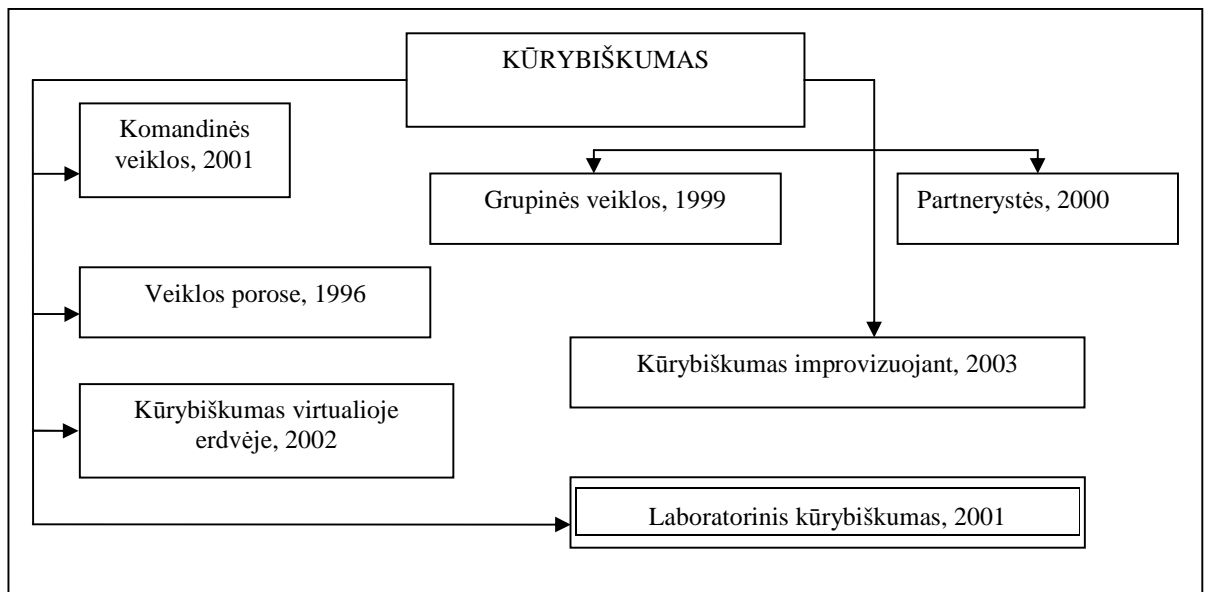 KŪRYBIŠKUMAS
Komandinės
veiklos, 2001
Grupinės veiklos, 1999
Partnerystės, 2000
Veiklos porose, 1996
Kūrybiškumas improvizuojant, 2003
Kūrybiškumas virtualioje
erdvėje, 2002
Laboratorinis kūrybiškumas, 2001